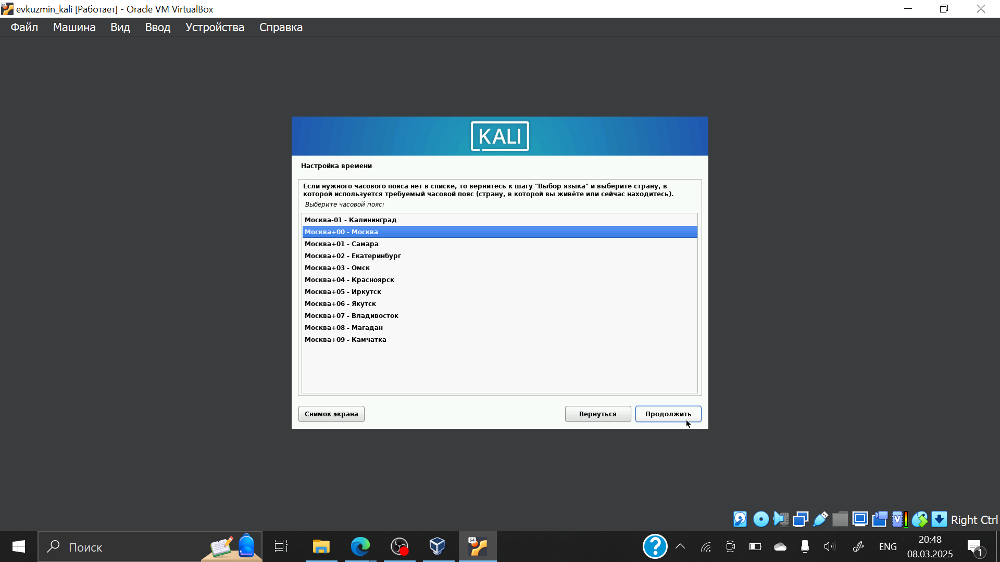 evkuzmin_kali [Работает] - Oracle VM VirtualBox
Файл Машина Вид Ввод Устройства Справка
KALI
Настройка времени
Если нужного часового пояса нет в списке, то вернитесь к шагу "Выбор языка" и выберите страну, в
которой используется требуемый часовой пояс (страну, в которой вы живёте или сейчас находитесь).
Выберите часовой пояс:
Москва-01 - Калининград
Москва+00 - Москва
Москва+01 - Самара
Москва+02 - Екатеринбург
Москва+03 - Омск
Москва+04 - Красноярск
Москва+05 - Иркутск
Москва+06 - Якутск
Москва+07 - Владивосток
Москва+08 - Магадан
Москва+09 - Камчатка
Снимок экрана Вернуться Продолжить
Right Ctrl
Поиск
64
ENG
20:48
08.03.2025
1